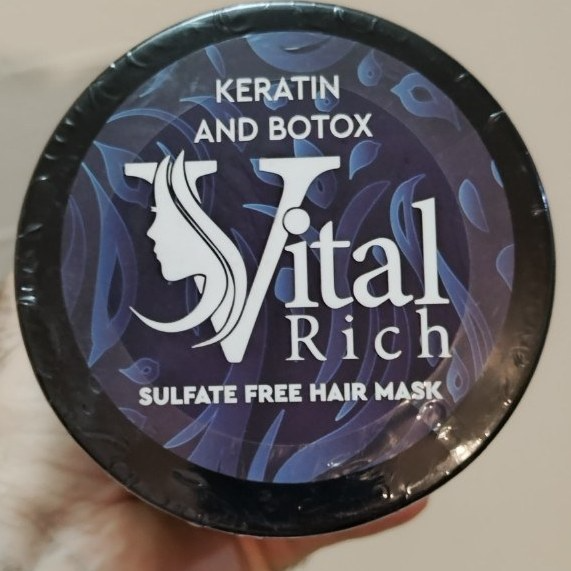 KERATIN
AND BOTOX
Vital
Rich
SULFATE FREE HAIR MASK